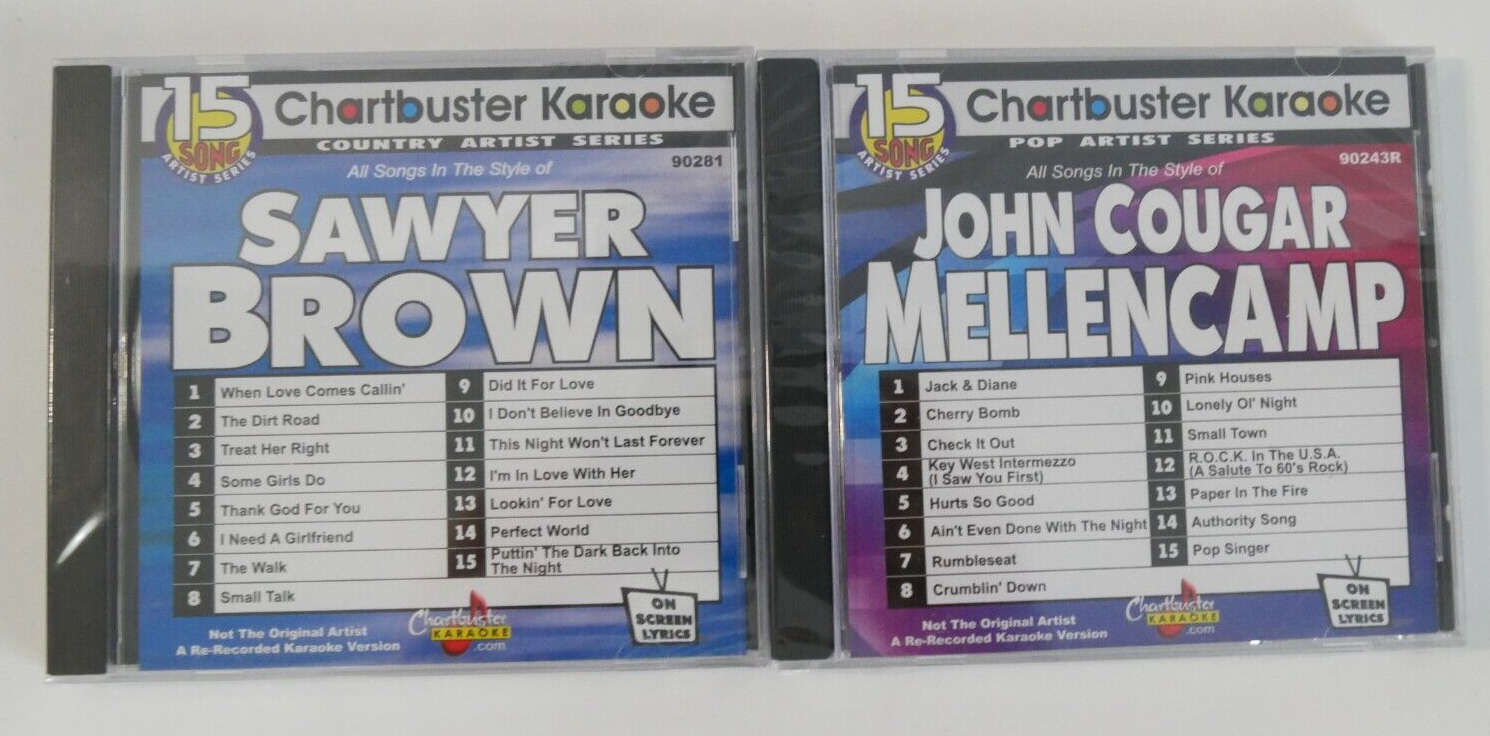 15
SONG
ARTIST SERIES
Chartbuster Karaoke
COUNTRY ARTIST SERIES
90281
All Songs In The Style of
SAWYER
BROWN
1 When Love Comes Callin'
2 The Dirt Road
3 Treat Her Right
4 Some Girls Do
5 Thank God For You
6 I Need A Girlfriend
7 The Walk
8 Small Talk
9 Did It For Love
10 I Don't Believe In Goodbye
11 This Night Won't Last Forever
12 I'm In Love With Her
13 Lookin' For Love
14 Perfect World
15 Puttin' The Dark Back Into
The Night
Not The Original Artist
A Re-Recorded Karaoke Version
Chartbuster
KARAOKE
.com
ON
SCREEN
LYRICS
15
SONG
ARTIST SERIES
Chartbuster Karaoke
POP ARTIST SERIES
90243R
All Songs In The Style of
JOHN COUGAR
MELLENCAMP
1 Jack & Diane
2 Cherry Bomb
3 Check It Out
4 Key West Intermezzo
(I Saw You First)
5 Hurts So Good
6 Ain't Even Done With The Night
7 Rumbleseat
8 Crumblin' Down
9 Pink Houses
10 Lonely Ol' Night
11 Small Town
12 R.O.C.K. In The U.S.A.
(A Salute To 60's Rock)
13 Paper In The Fire
14 Authority Song
15 Pop Singer
Not The Original Artist
A Re-Recorded Karaoke Version
Chartbuster
KARAOKE
.com
ON
SCREEN
LYRICS